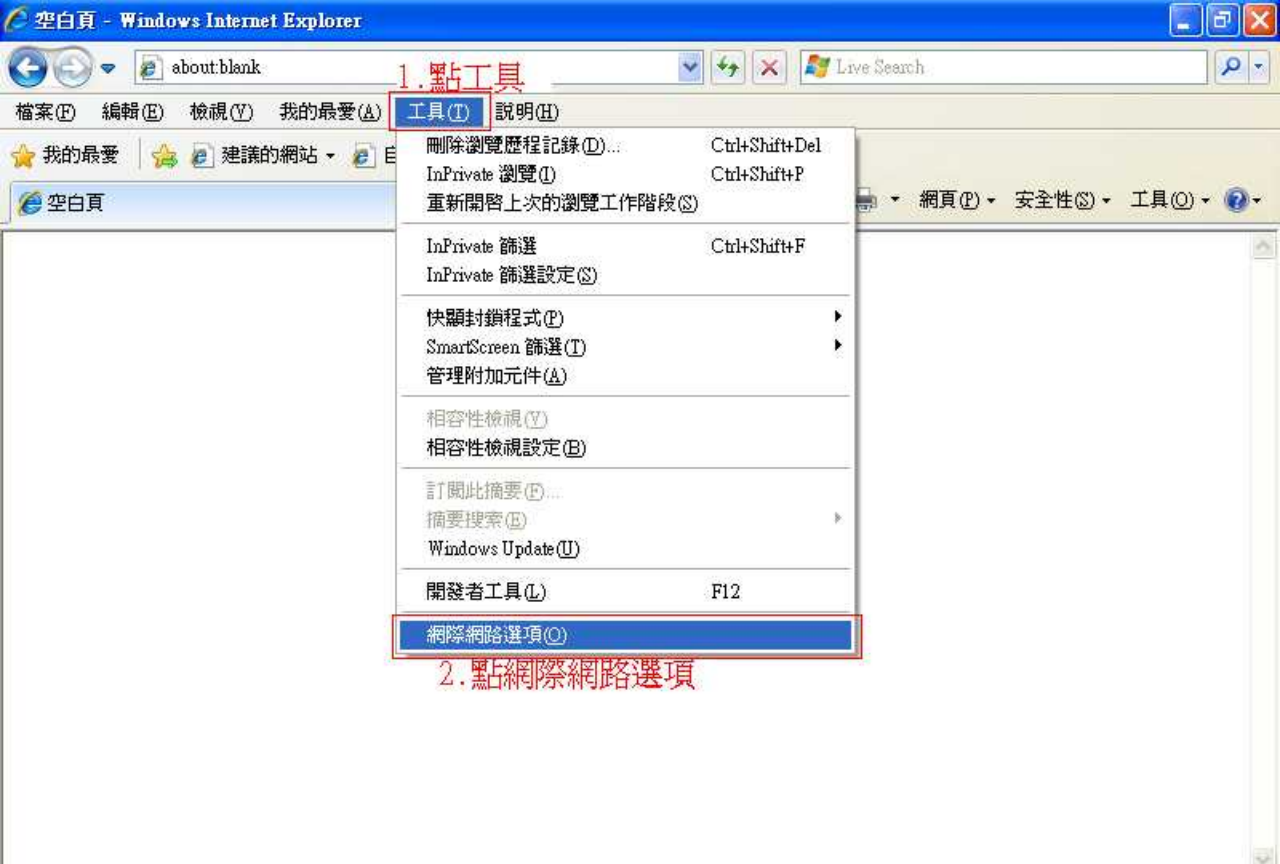 空白頁 - Windows Internet Explorer
about:blank
Live Search
1.點工具
檔案(F) 編輯(E) 檢視(V) 我的最愛(A) 工具(T) 說明(H)
我的最愛 建議的網站
空白頁
網頁(P) 安全性(S) 工具(O)
刪除瀏覽歷程記錄(D)... Ctrl+Shift+Del
InPrivate 瀏覽(I) Ctrl+Shift+P
重新開啓上次的瀏覽工作階段(S)
InPrivate 篩選 Ctrl+Shift+F
InPrivate 篩選設定(S)
快顯封鎖程式(P)
SmartScreen 篩選(T)
管理附加元件(A)
相容性檢視(V)
相容性檢視設定(B)
訂閱此摘要(F)...
摘要搜索(E)
Windows Update(U)
開發者工具(L) F12
網際網路選項(O)
2.點網際網路選項